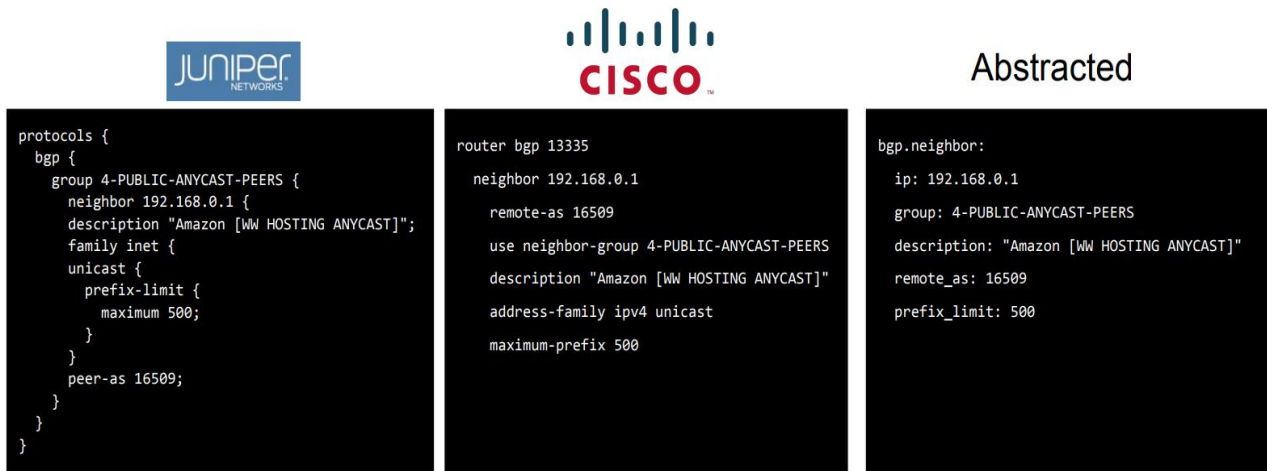 JUNIPER
NETWORKS
CISCO
TM
Abstracted
protocols {
bgp {
group 4-PUBLIC-ANYCAST-PEERS {
neighbor 192.168.0.1 {
description "Amazon [WW HOSTING ANYCAST]";
family inet {
unicast {
prefix-limit {
maximum 500;
}
}
peer-as 16509;
}
}
}
router bgp 13335
neighbor 192.168.0.1
remote-as 16509
use neighbor-group 4-PUBLIC-ANYCAST-PEERS
description "Amazon [WW HOSTING ANYCAST]"
address-family ipv4 unicast
maximum-prefix 500
bgp.neighbor:
ip: 192.168.0.1
group: 4-PUBLIC-ANYCAST-PEERS
description: "Amazon [WW HOSTING ANYCAST]"
remote_as: 16509
prefix_limit: 500